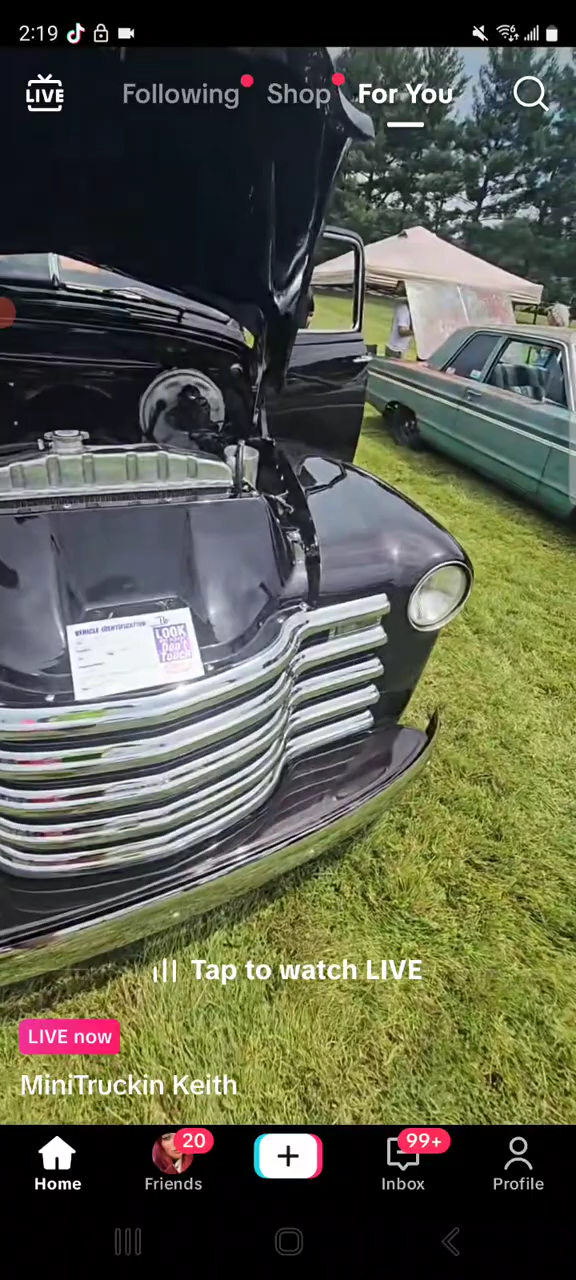 2:19
LIVE
Following
Shop
For You
VEHICLE IDENTIFICATION
LOOK
Don't
Touch
Tap to watch LIVE
LIVE now
MiniTruckin Keith
20
99+
Home
Friends
Inbox
Profile